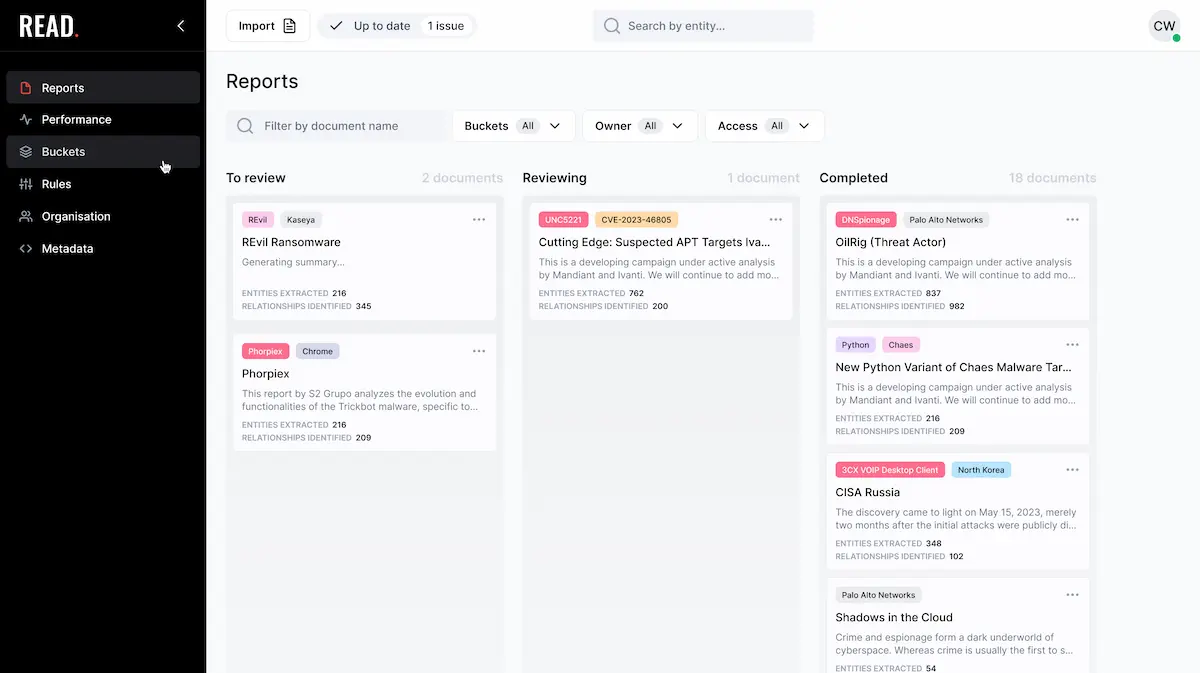 READ.
Import
Up to date
1 issue
Search by entity...
CW
Reports
Performance
Buckets
Rules
Organisation
Metadata
Reports
Filter by document name
Buckets All
Owner All
Access All
To review 2 documents
REvil Kaseya
REvil Ransomware
Generating summary...
ENTITIES EXTRACTED 216
RELATIONSHIPS IDENTIFIED 345
Phorpiex Chrome
Phorpiex
This report by S2 Grupo analyzes the evolution and
functionalities of the Trickbot malware, specific to...
ENTITIES EXTRACTED 216
RELATIONSHIPS IDENTIFIED 209
Reviewing 1 document
UNC5221 CVE-2023-46805
Cutting Edge: Suspected APT Targets Iva...
This is a developing campaign under active analysis
by Mandiant and Ivanti. We will continue to add mo...
ENTITIES EXTRACTED 762
RELATIONSHIPS IDENTIFIED 200
Completed 18 documents
DNSpionage Palo Alto Networks
OilRig (Threat Actor)
This is a developing campaign under active analysis
by Mandiant and Ivanti. We will continue to add mo...
ENTITIES EXTRACTED 837
RELATIONSHIPS IDENTIFIED 982
Python Chaes
New Python Variant of Chaes Malware Tar...
This is a developing campaign under active analysis
by Mandiant and Ivanti. We will continue to add mo...
ENTITIES EXTRACTED 216
RELATIONSHIPS IDENTIFIED 209
3CX VOIP Desktop Client North Korea
CISA Russia
The discovery came to light on May 15, 2023, merely
two months after the initial attacks were publicly di...
ENTITIES EXTRACTED 348
RELATIONSHIPS IDENTIFIED 102
Palo Alto Networks
Shadows in the Cloud
Crime and espionage form a dark underworld of
cyberspace. Whereas crime is usually the first to s...
ENTITIES EXTRACTED 54